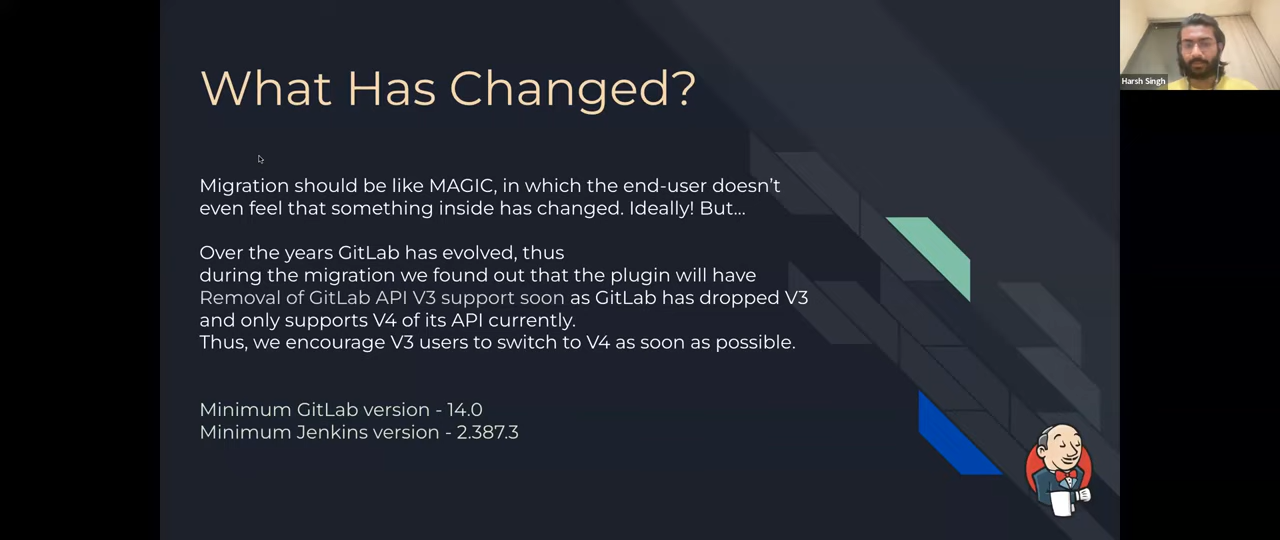 What Has Changed?
Migration should be like MAGIC, in which the end-user doesn't
even feel that something inside has changed. Ideally! But...
Over the years GitLab has evolved, thus
during the migration we found out that the plugin will have
Removal of GitLab API V3 support soon as GitLab has dropped V3
and only supports V4 of its API currently.
Thus, we encourage V3 users to switch to V4 as soon as possible.
Minimum GitLab version - 14.0
Minimum Jenkins version - 2.387.3
Harsh Singh